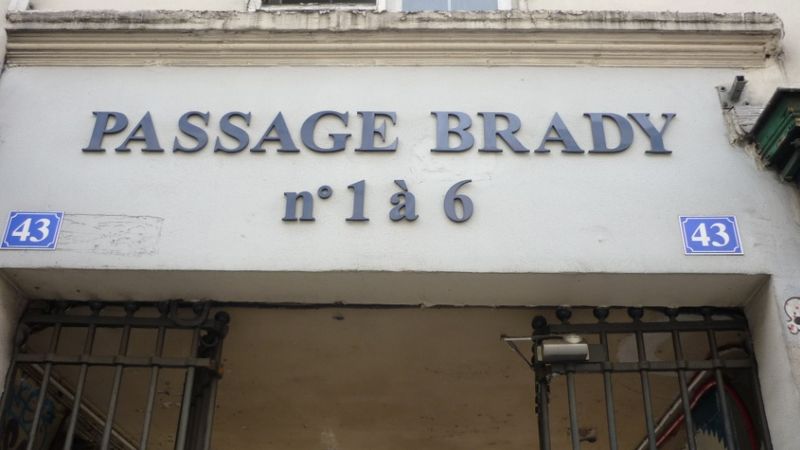 PASSAGE BRADY
n° 1 à 6
43
43